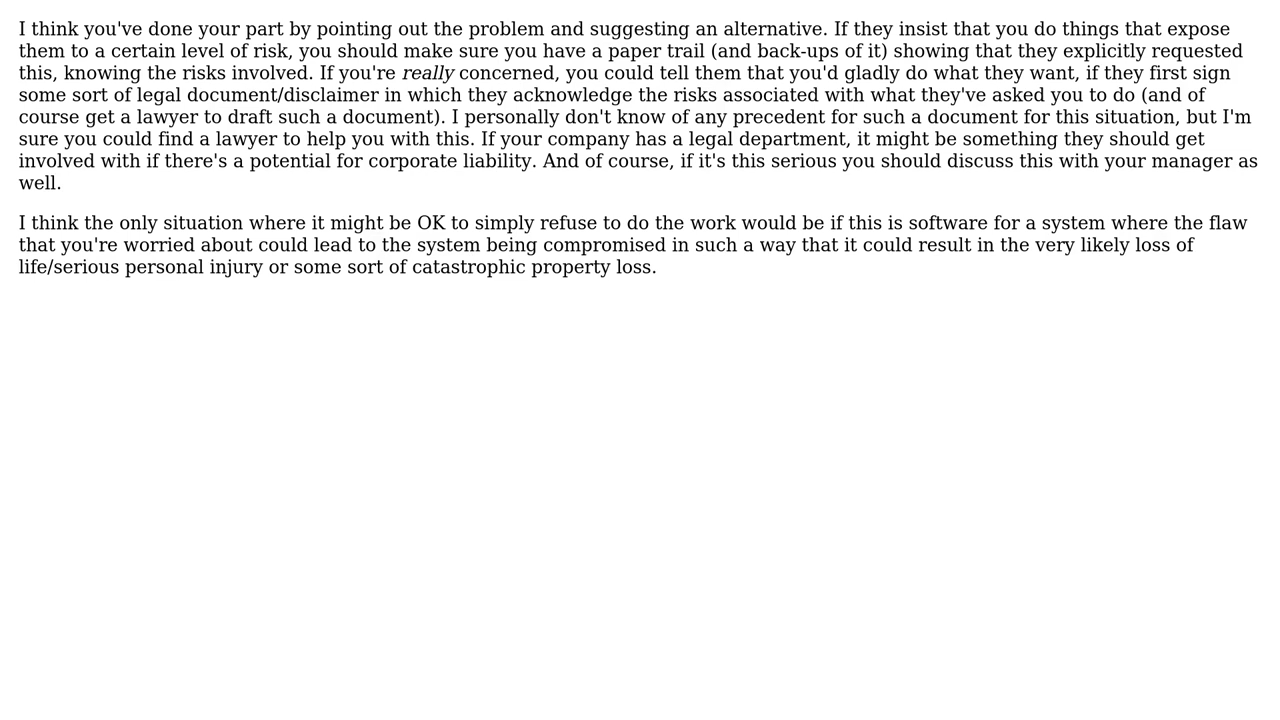 I think you've done your part by pointing out the problem and suggesting an alternative. If they insist that you do things that expose
them to a certain level of risk, you should make sure you have a paper trail (and back-ups of it) showing that they explicitly requested
this, knowing the risks involved. If you're really concerned, you could tell them that you'd gladly do what they want, if they first sign
some sort of legal document/disclaimer in which they acknowledge the risks associated with what they've asked you to do (and of
course get a lawyer to draft such a document). I personally don't know of any precedent for such a document for this situation, but I'm
sure you could find a lawyer to help you with this. If your company has a legal department, it might be something they should get
involved with if there's a potential for corporate liability. And of course, if it's this serious you should discuss this with your manager as
well.
I think the only situation where it might be OK to simply refuse to do the work would be if this is software for a system where the flaw
that you're worried about could lead to the system being compromised in such a way that it could result in the very likely loss of
life/serious personal injury or some sort of catastrophic property loss.